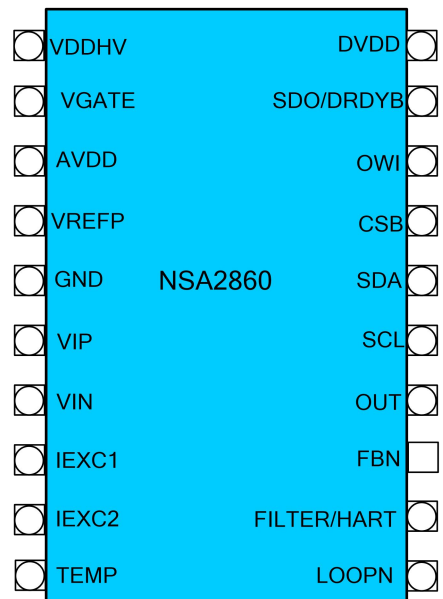 VDDHV DVDD
VGATE SDO/DRDYB
AVDD OWI
VREFP CSB
GND NSA2860 SDA
VIP SCL
VIN OUT
IEXC1 FBN
IEXC2 FILTER/HART
TEMP LOOPN